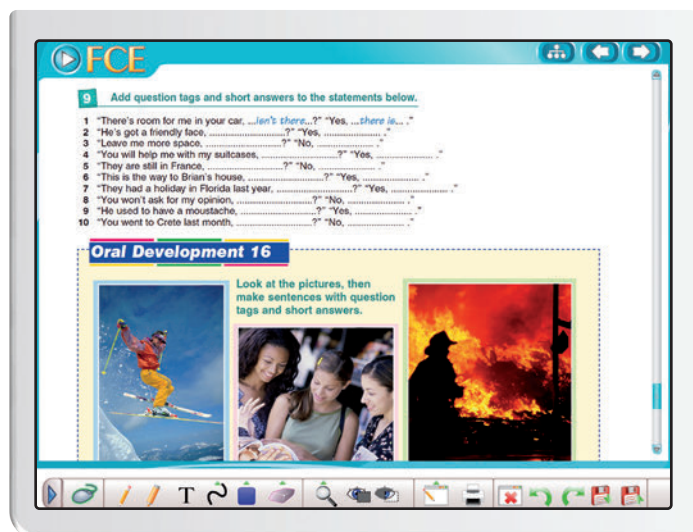 FCE
9 Add question tags and short answers to the statements below.
1 "There's room for me in your car, ...isn't there...?" "Yes, ...there is... ."
2 "He's got a friendly face, ..............................?" "Yes, ...................... ."
3 "Leave me more space, ..............................?" "No, ...................... ."
4 "You will help me with my suitcases, ..............................?" "Yes, ...................... ."
5 "They are still in France, ..............................?" "No, ...................... ."
6 "This is the way to Brian's house, ..............................?" "Yes, ...................... ."
7 "They had a holiday in Florida last year, ..............................?" "Yes, ...................... ."
8 "You won't ask for my opinion, ..............................?" "No, ...................... ."
9 "He used to have a moustache, ..............................?" "Yes, ...................... ."
10 "You went to Crete last month, ..............................?" "No, ...................... ."
Oral Development 16
Look at the pictures, then
make sentences with question
tags and short answers.
T